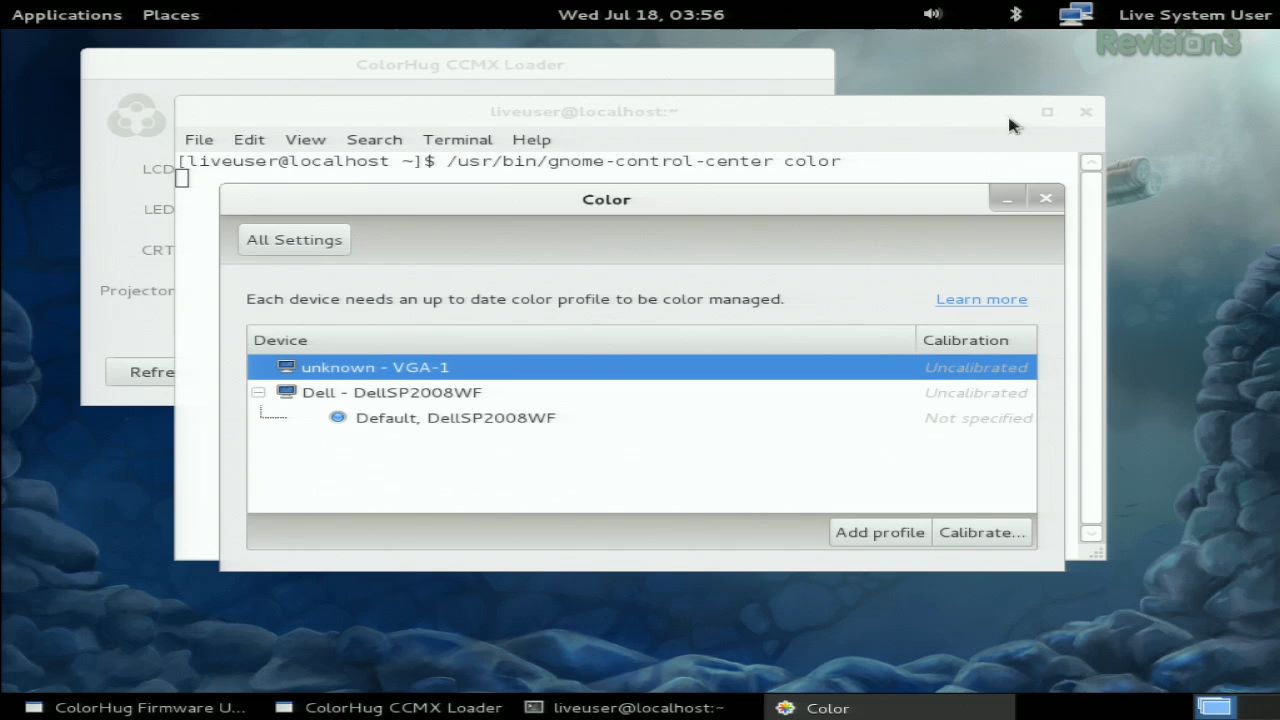 Applications Places Wed Jul 18, 03:56 Live System User
Revision3
ColorHug CCMX Loader
liveuser@localhost:~
File Edit View Search Terminal Help
[liveuser@localhost ~]$ /usr/bin/gnome-control-center color
LCD
LED
CRT
Projector
Refre
Color
All Settings
Each device needs an up to date color profile to be color managed. Learn more
Device Calibration
unknown - VGA-1 Uncalibrated
Dell - DellSP2008WF Uncalibrated
Default, DellSP2008WF Not specified
Add profile Calibrate...
ColorHug Firmware U... ColorHug CCMX Loader liveuser@localhost:~ Color